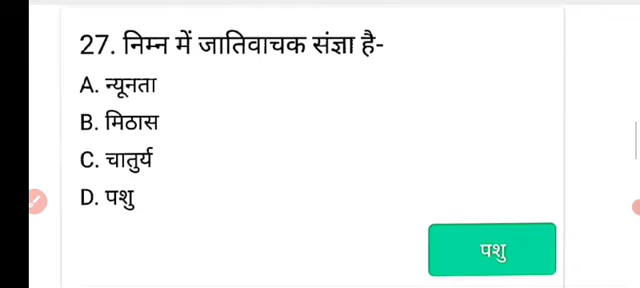 27. निम्न में जातिवाचक संज्ञा है-
A. न्यूनता
B. मिठास
C. चातुर्य
D. पशु
पशु